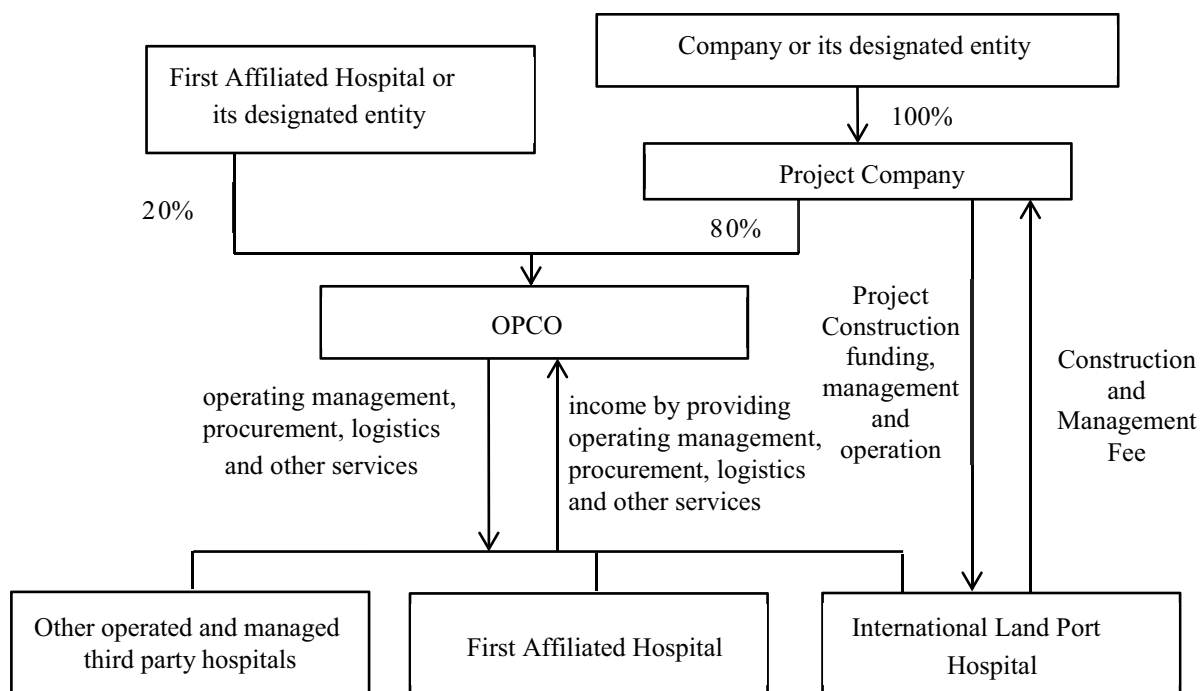 Company or its designated entity
First Affiliated Hospital or
its designated entity
100%
Project Company
20%
80%
OPCO
Project
Construction
funding,
management
and
operation
Construction
and
Management
Fee
operating management,
procurement, logistics
and other services
income by providing
operating management,
procurement, logistics
and other services
Other operated and managed
third party hospitals
First Affiliated Hospital
International Land Port
Hospital